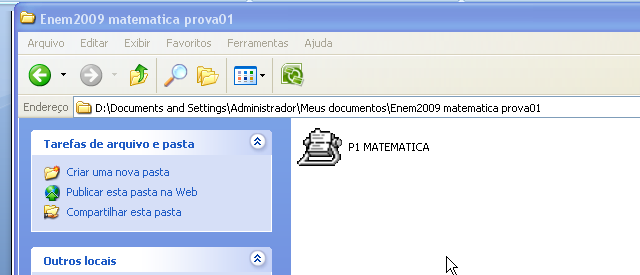 Enem2009 matematica prova01
Arquivo Editar Exibir Favoritos Ferramentas Ajuda
Endereço D:\Documents and Settings\Administrador\Meus documentos\Enem2009 matematica prova01
Tarefas de arquivo e pasta
P1 MATEMATICA
Criar uma nova pasta
Publicar esta pasta na Web
Compartilhar esta pasta
Outros locais